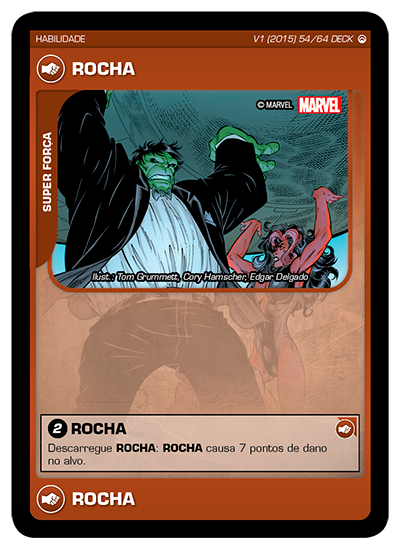 HABILIDADE
V1 (2015) 54/64 DECK
ROCHA
© MARVEL MARVEL
SUPER FORÇA
Ilust.: Tom Grummett, Cory Hamscher, Edgar Delgado
2 ROCHA
Descarregue ROCHA: ROCHA causa 7 pontos de dano
no alvo.
ROCHA